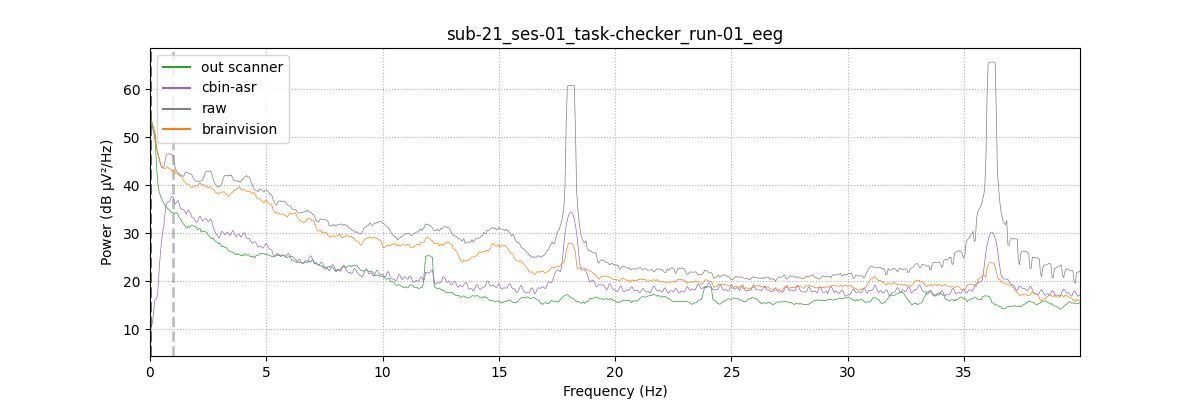 sub-21_ses-01_task-checker_run-01_eeg
out scanner
cbin-asr
raw
brainvision
Power (dB µV²/Hz)
60
50
40
30
20
10
0 5 10 15 20 25 30 35
Frequency (Hz)